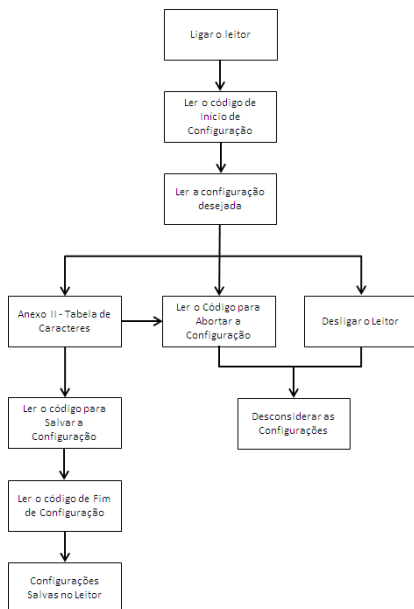 Ligar o leitor
Ler o código de
Início de
Configuração
Ler a configuração
desejada
Anexo II - Tabela de
Caracteres
Ler o Código para
Abortar a
Configuração
Desligar o Leitor
Ler o código para
Salvar a
Configuração
Desconsiderar as
Configurações
Ler o código de Fim
de Configuração
Configurações
Salvas no Leitor